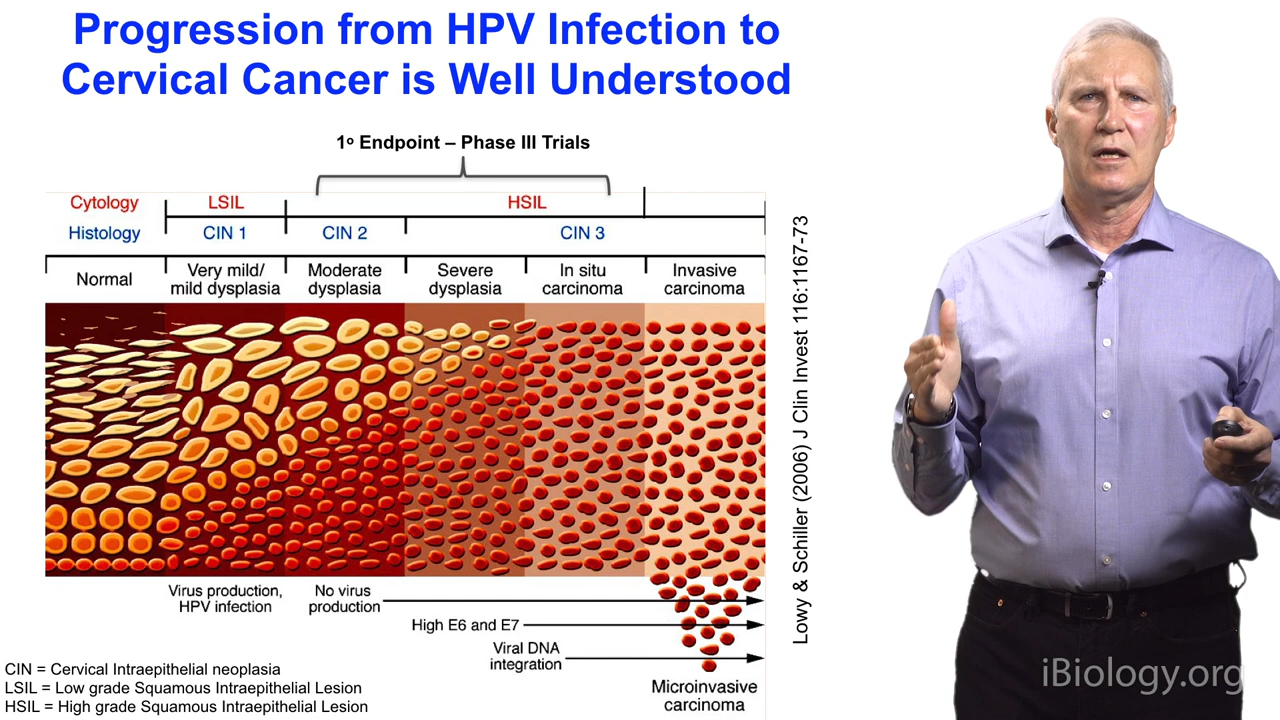 Progression from HPV Infection to
Cervical Cancer is Well Understood
1º Endpoint – Phase III Trials
Cytology LSIL HSIL
Histology CIN 1 CIN 2 CIN 3
Normal
Very mild/
mild dysplasia
Moderate
dysplasia
Severe
dysplasia
In situ
carcinoma
Invasive
carcinoma
Virus production,
HPV infection
No virus
production
High E6 and E7
Viral DNA
integration
Microinvasive
carcinoma
CIN = Cervical Intraepithelial neoplasia
LSIL = Low grade Squamous Intraepithelial Lesion
HSIL = High grade Squamous Intraepithelial Lesion
Lowy & Schiller (2006) J Clin Invest 116:1167-73
iBiology.org